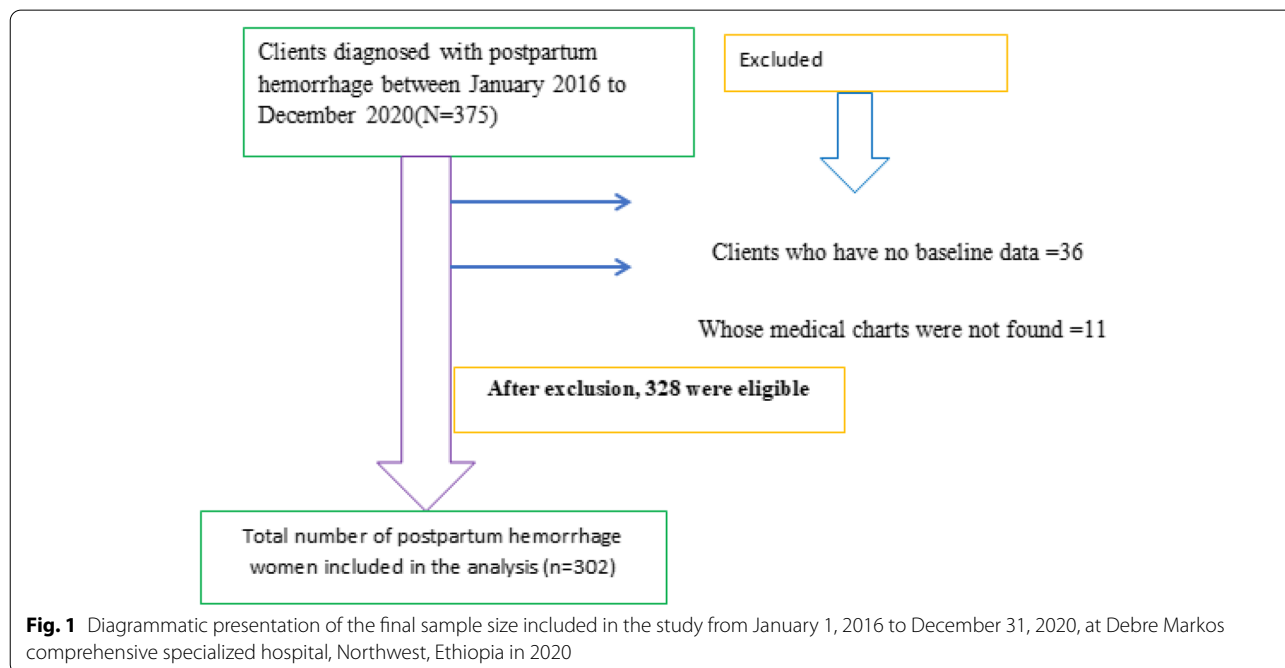 Clients diagnosed with postpartum
hemorrhage between January 2016 to
December 2020(N=375)
Excluded
Clients who have no baseline data =36
Whose medical charts were not found =11
After exclusion, 328 were eligible
Total number of postpartum hemorrhage
women included in the analysis (n=302)
Fig. 1 Diagrammatic presentation of the final sample size included in the study from January 1, 2016 to December 31, 2020, at Debre Markos
comprehensive specialized hospital, Northwest, Ethiopia in 2020